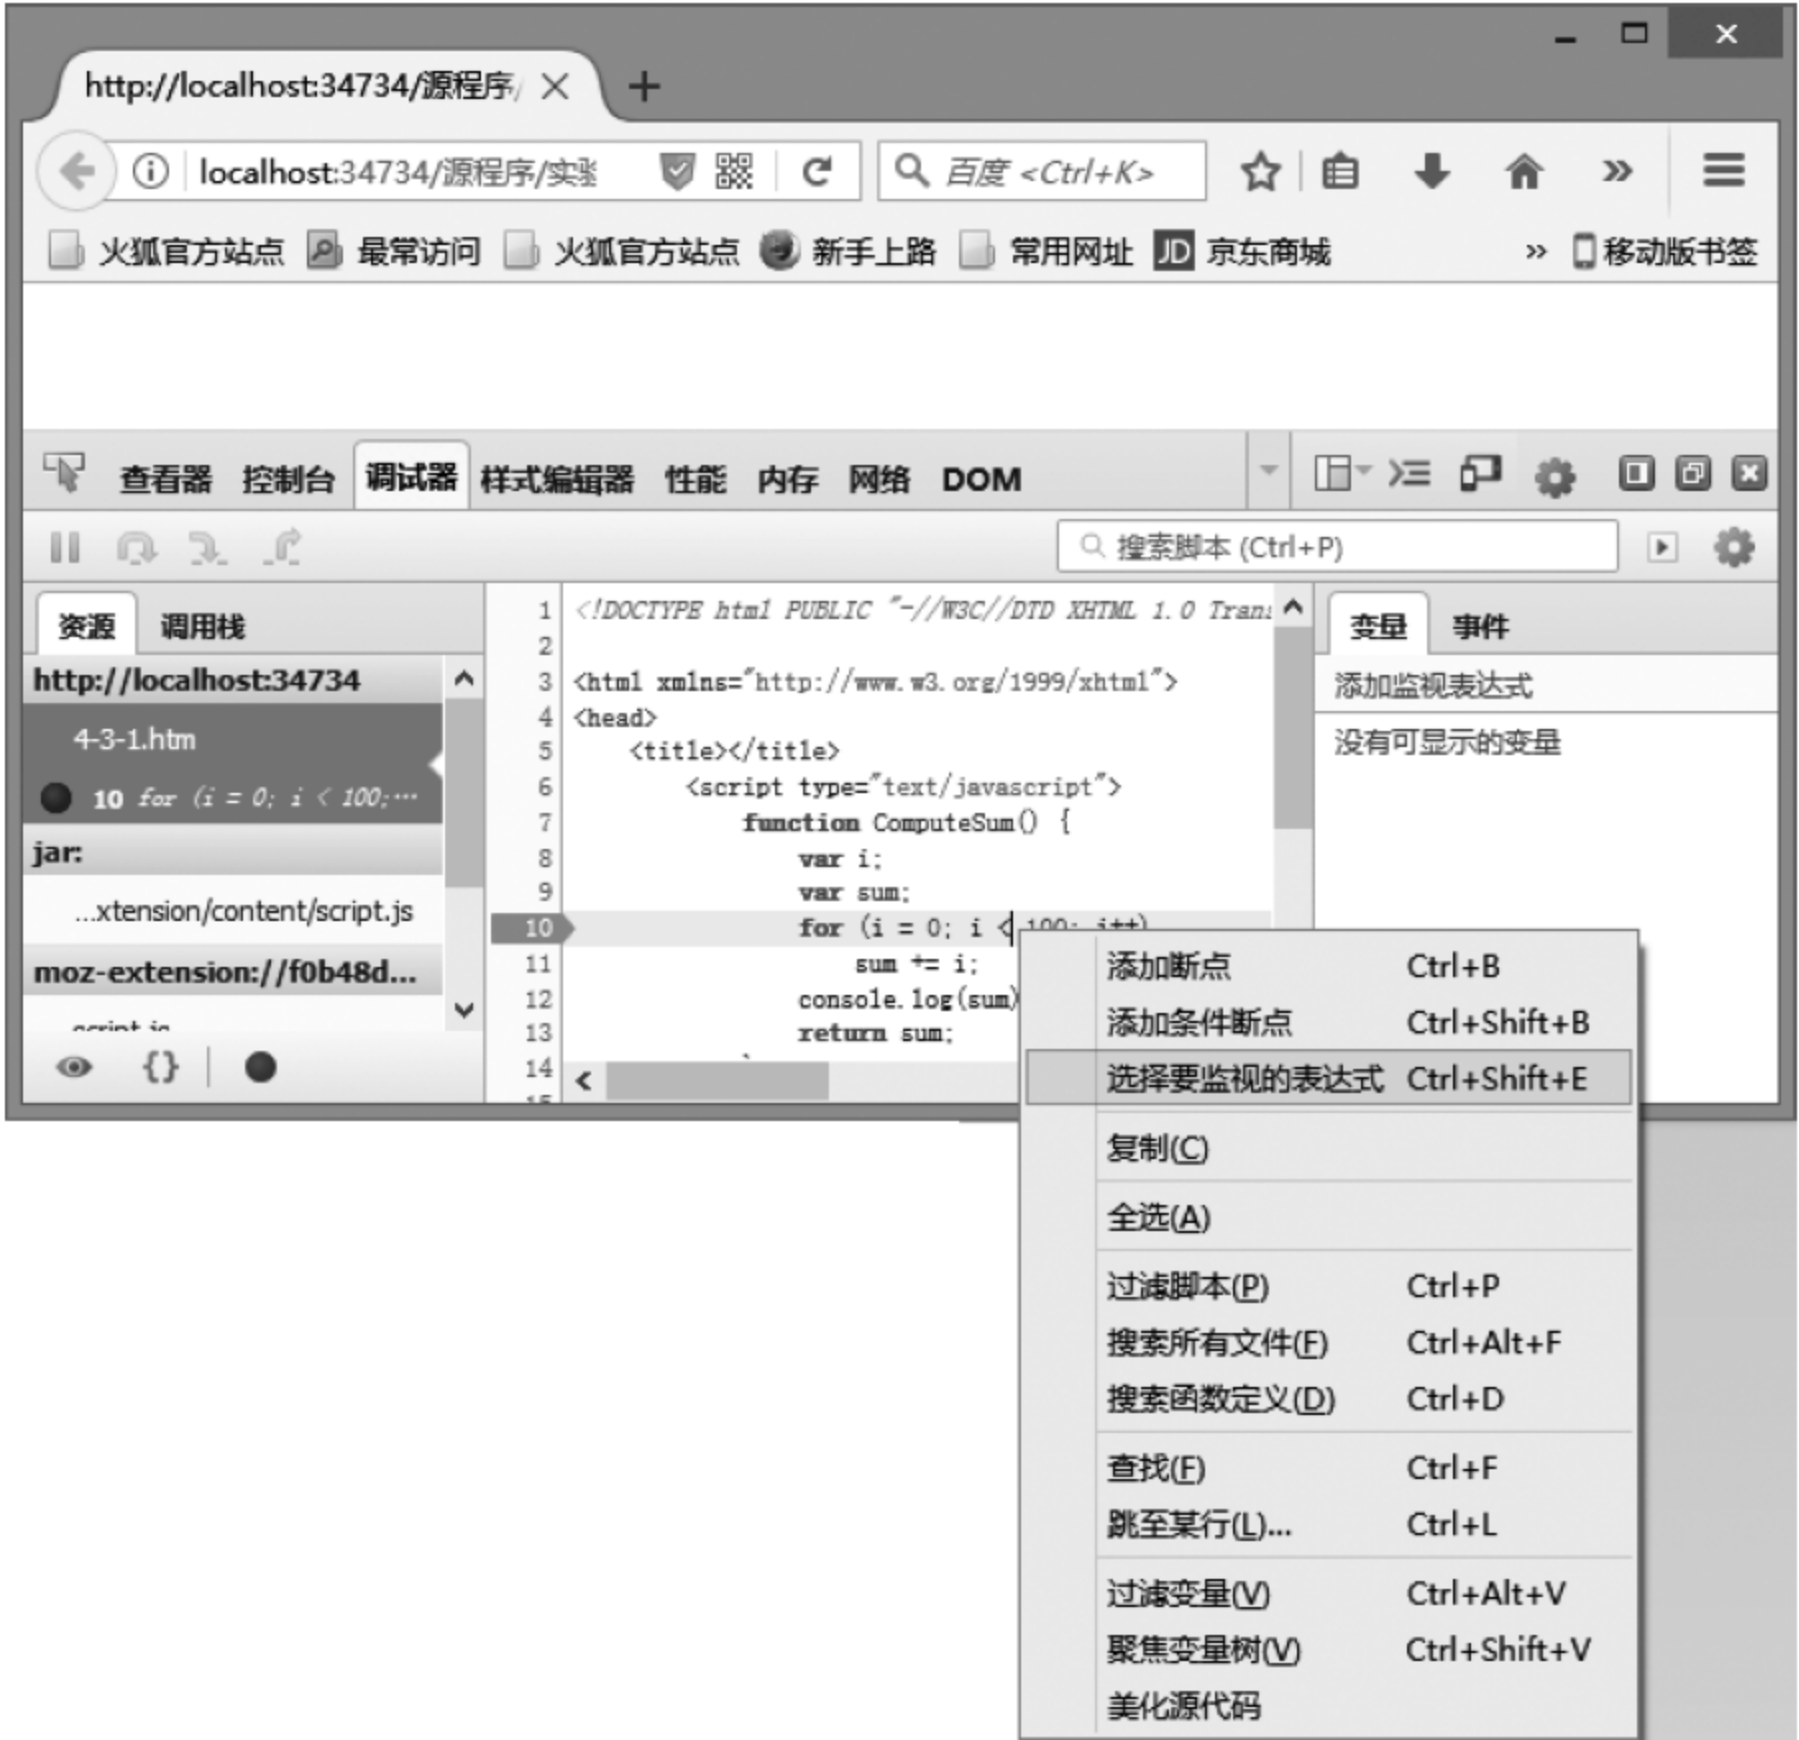 http://localhost:34734/源程序/
localhost:34734/源程序/实验
百度 <Ctrl+K>
火狐官方站点 最常访问 火狐官方站点 新手上路 常用网址 JD 京东商城 移动版书签
查看器 控制台 调试器 样式编辑器 性能 内存 网络 DOM
搜索脚本 (Ctrl+P)
资源 调用栈
http://localhost:34734
4-3-1.htm
10 for (i = 0; i < 100;…
jar:
...xtension/content/script.js
moz-extension://f0b48d...
script.js
1 <!DOCTYPE html PUBLIC "-//W3C//DTD XHTML 1.0 Trans
2
3 <html xmlns="http://www.w3.org/1999/xhtml">
4 <head>
5 <title></title>
6 <script type="text/javascript">
7 function ComputeSum() {
8 var i;
9 var sum;
10 for (i = 0; i < 100; i++)
11 sum += i;
12 console.log(sum)
13 return sum;
14
15
变量 事件
添加监视表达式
没有可显示的变量
添加断点 Ctrl+B
添加条件断点 Ctrl+Shift+B
选择要监视的表达式 Ctrl+Shift+E
复制(C)
全选(A)
过滤脚本(P) Ctrl+P
搜索所有文件(F) Ctrl+Alt+F
搜索函数定义(D) Ctrl+D
查找(F) Ctrl+F
跳至某行(L)... Ctrl+L
过滤变量(V) Ctrl+Alt+V
聚焦变量树(V) Ctrl+Shift+V
美化源代码